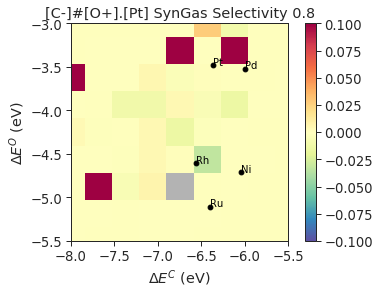 [C-]#[O+].[Pt] SynGas Selectivity 0.8
−3.0
−3.5
−4.0
−4.5
−5.0
−5.5
ΔE^O (eV)
Pt
Pd
Rh
Ni
Ru
−8.0 −7.5 −7.0 −6.5 −6.0 −5.5
ΔE^C (eV)
0.100
0.075
0.050
0.025
0.000
−0.025
−0.050
−0.075
−0.100